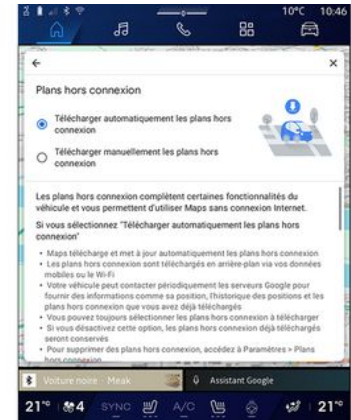 10°C 10:46
Plans hors connexion
Télécharger automatiquement les plans hors
connexion
Télécharger manuellement les plans hors
connexion
Les plans hors connexion complètent certaines fonctionnalités du
véhicule et vous permettent d'utiliser Maps sans connexion Internet.
Si vous sélectionnez "Télécharger automatiquement les plans hors
connexion"
• Maps télécharge et met à jour automatiquement les plans hors connexion
• Les plans hors connexion sont téléchargés en arrière-plan via vos données
mobiles ou le Wi-Fi
• Votre véhicule peut contacter périodiquement les serveurs Google pour
fournir des informations comme sa position, l'historique des positions et les
plans hors connexion que vous avez déjà téléchargés
• Vous pouvez toujours sélectionner les plans hors connexion à télécharger
• Si vous désactivez cette option, les plans hors connexion déjà téléchargés
seront conservés
• Pour supprimer des plans hors connexion, accédez à Paramètres > Plans
hors connexion
Voiture noire · Meak
Assistant Google
21° 4 SYNC A/C 21°